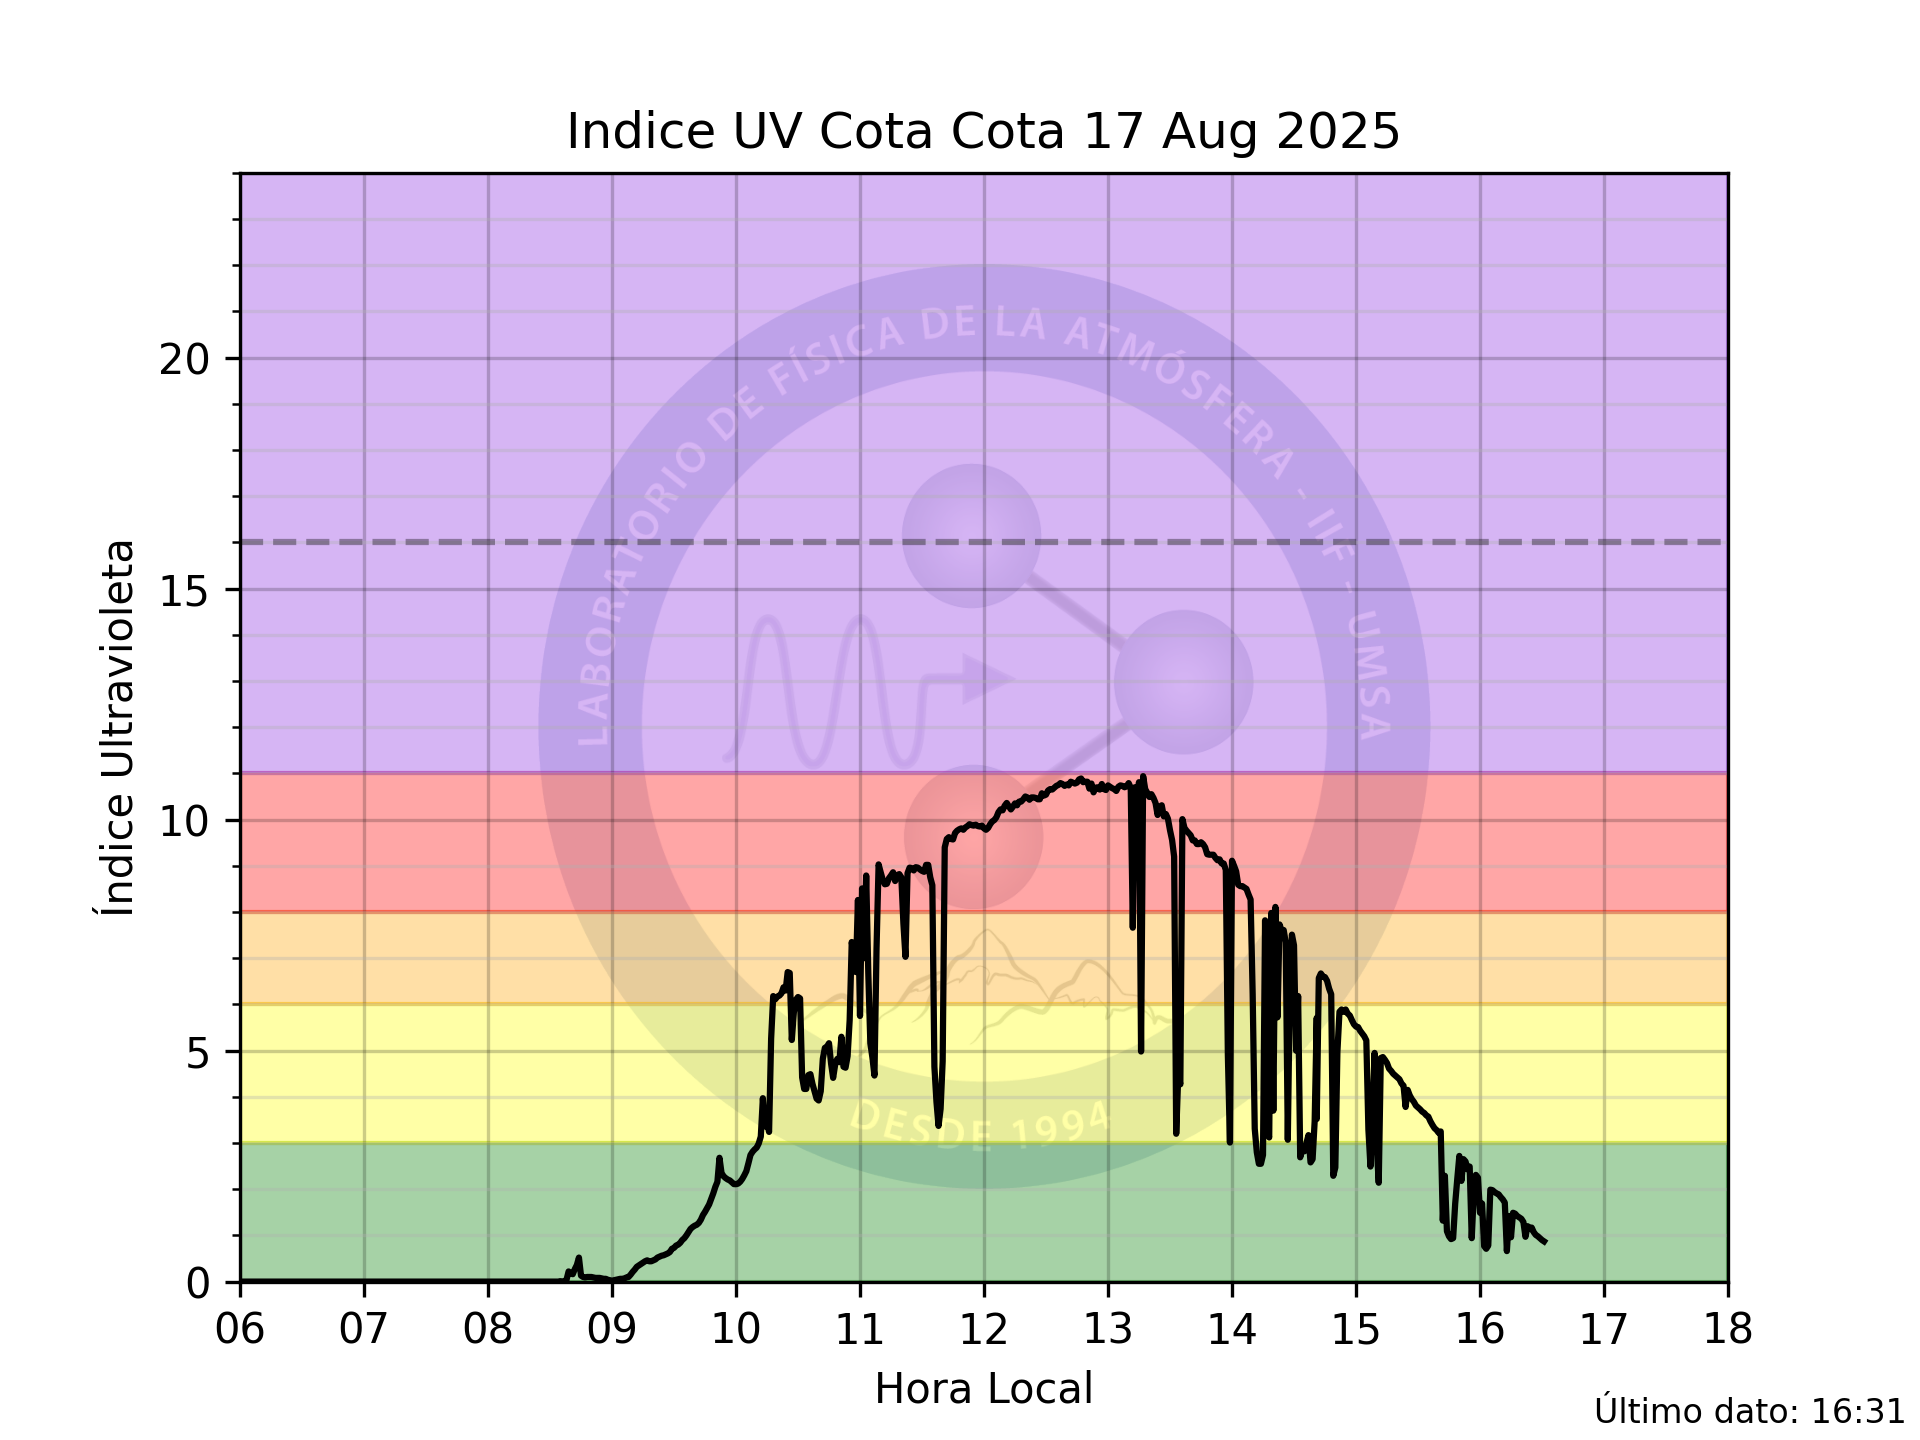 Indice UV Cota Cota 17 Aug 2025
Índice Ultravioleta
20
15
10
5
0
LABORATORIO DE FÍSICA DE LA ATMÓSFERA - IIF - UMSA
DESDE 1994
06 07 08 09 10 11 12 13 14 15 16 17 18
Hora Local
Último dato: 16:31